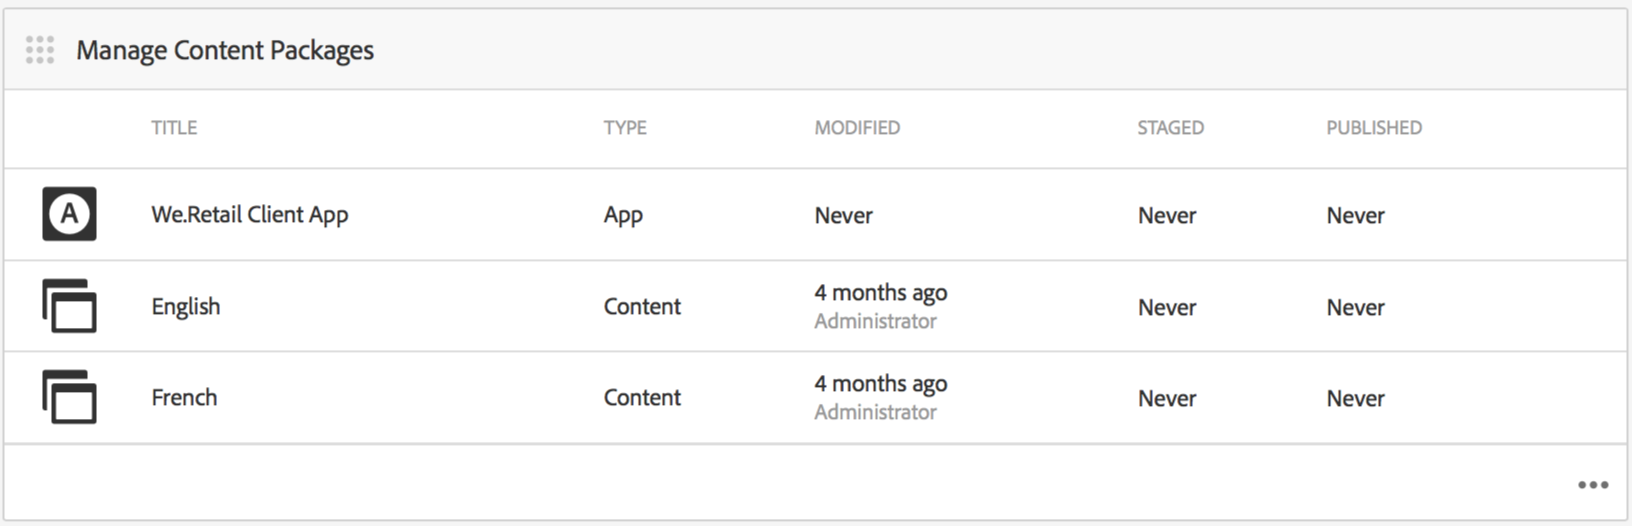 Manage Content Packages
TITLE TYPE MODIFIED STAGED PUBLISHED
A We.Retail Client App App Never Never Never
English Content 4 months ago Never Never
Administrator
French Content 4 months ago Never Never
Administrator